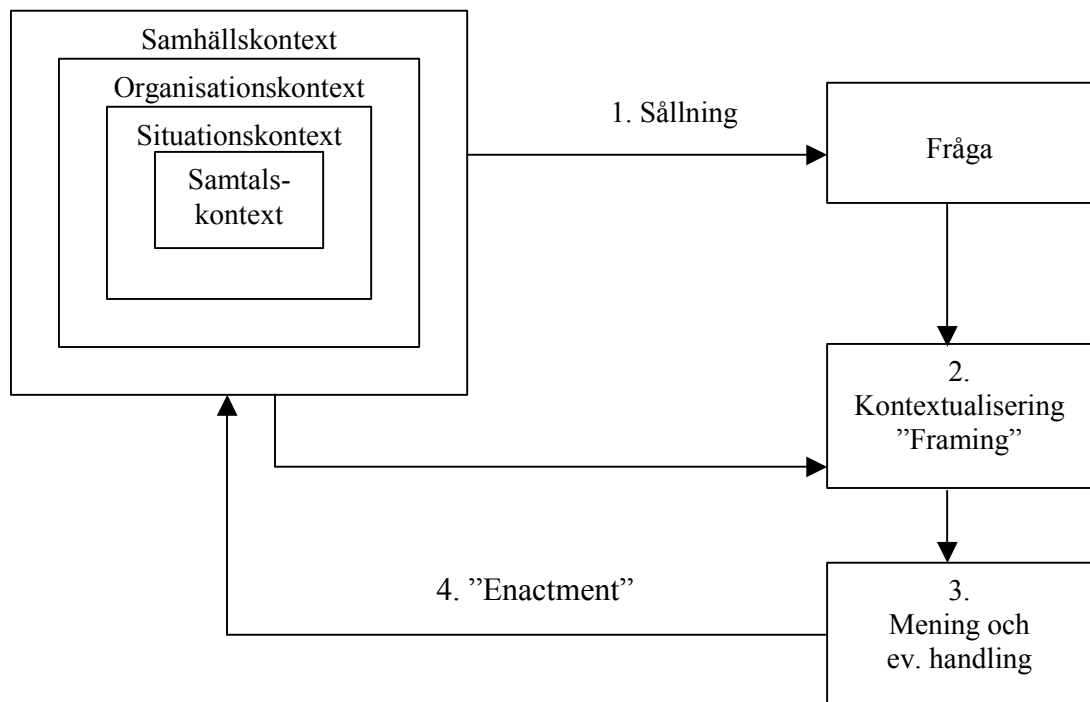 Samhällskontext
Organisationskontext
Situationskontext
Samtals-
kontext
1. Sållning
Fråga
2.
Kontextualisering
”Framing”
4. ”Enactment”
3.
Mening och
ev. handling